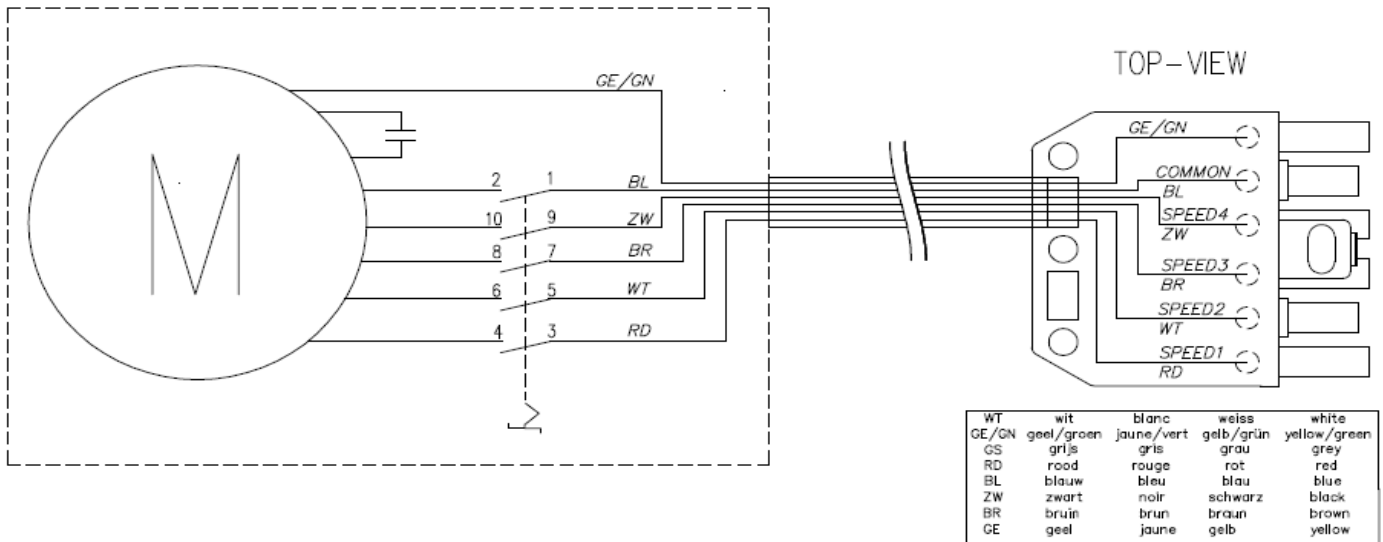 GE/GN
M
2 1 BL
10 9 ZW
8 7 BR
6 5 WT
4 3 RD
TOP-VIEW
GE/GN
COMMON
BL
SPEED4
ZW
SPEED3
BR
SPEED2
WT
SPEED1
RD
WT wit blanc weiss white
GE/GN geel/groen jaune/vert gelb/grün yellow/green
GS grijs gris grau grey
RD rood rouge rot red
BL blauw bleu blau blue
ZW zwart noir schwarz black
BR bruin brun braun brown
GE geel jaune gelb yellow